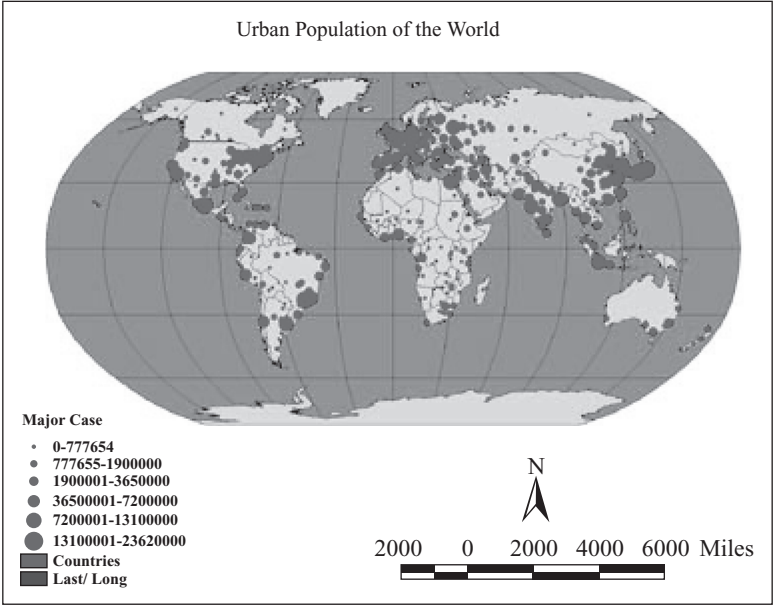 Urban Population of the World
Major Case
0-777654
777655-1900000
1900001-3650000
36500001-7200000
7200001-13100000
13100001-23620000
Countries
Last/ Long
N
2000 0 2000 4000 6000 Miles